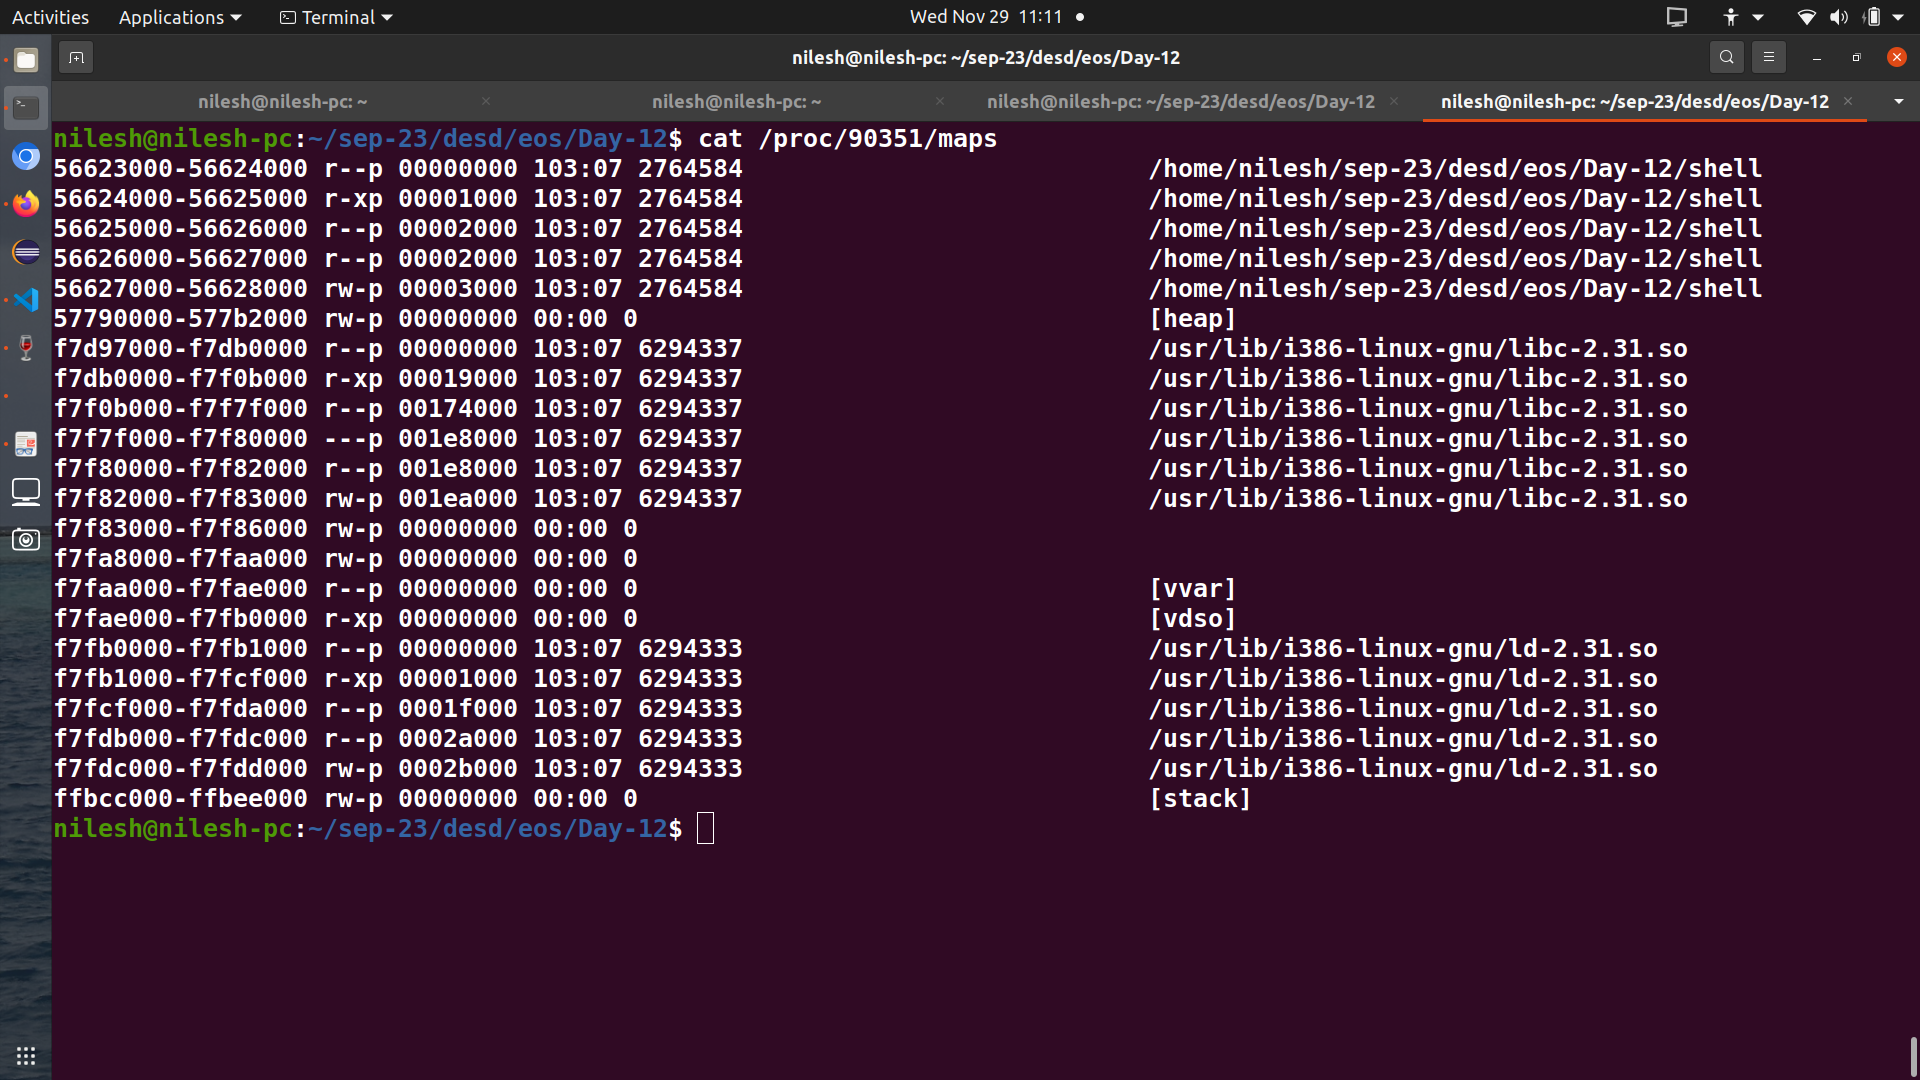 Activities Applications Terminal Wed Nov 29 11:11
nilesh@nilesh-pc: ~/sep-23/desd/eos/Day-12
nilesh@nilesh-pc: ~ nilesh@nilesh-pc: ~ nilesh@nilesh-pc: ~/sep-23/desd/eos/Day-12 nilesh@nilesh-pc: ~/sep-23/desd/eos/Day-12
nilesh@nilesh-pc:~/sep-23/desd/eos/Day-12$ cat /proc/90351/maps
56623000-56624000 r--p 00000000 103:07 2764584 /home/nilesh/sep-23/desd/eos/Day-12/shell
56624000-56625000 r-xp 00001000 103:07 2764584 /home/nilesh/sep-23/desd/eos/Day-12/shell
56625000-56626000 r--p 00002000 103:07 2764584 /home/nilesh/sep-23/desd/eos/Day-12/shell
56626000-56627000 r--p 00002000 103:07 2764584 /home/nilesh/sep-23/desd/eos/Day-12/shell
56627000-56628000 rw-p 00003000 103:07 2764584 /home/nilesh/sep-23/desd/eos/Day-12/shell
57790000-577b2000 rw-p 00000000 00:00 0 [heap]
f7d97000-f7db0000 r--p 00000000 103:07 6294337 /usr/lib/i386-linux-gnu/libc-2.31.so
f7db0000-f7f0b000 r-xp 00019000 103:07 6294337 /usr/lib/i386-linux-gnu/libc-2.31.so
f7f0b000-f7f7f000 r--p 00174000 103:07 6294337 /usr/lib/i386-linux-gnu/libc-2.31.so
f7f7f000-f7f80000 ---p 001e8000 103:07 6294337 /usr/lib/i386-linux-gnu/libc-2.31.so
f7f80000-f7f82000 r--p 001e8000 103:07 6294337 /usr/lib/i386-linux-gnu/libc-2.31.so
f7f82000-f7f83000 rw-p 001ea000 103:07 6294337 /usr/lib/i386-linux-gnu/libc-2.31.so
f7f83000-f7f86000 rw-p 00000000 00:00 0
f7fa8000-f7faa000 rw-p 00000000 00:00 0
f7faa000-f7fae000 r--p 00000000 00:00 0 [vvar]
f7fae000-f7fb0000 r-xp 00000000 00:00 0 [vdso]
f7fb0000-f7fb1000 r--p 00000000 103:07 6294333 /usr/lib/i386-linux-gnu/ld-2.31.so
f7fb1000-f7fcf000 r-xp 00001000 103:07 6294333 /usr/lib/i386-linux-gnu/ld-2.31.so
f7fcf000-f7fda000 r--p 0001f000 103:07 6294333 /usr/lib/i386-linux-gnu/ld-2.31.so
f7fdb000-f7fdc000 r--p 0002a000 103:07 6294333 /usr/lib/i386-linux-gnu/ld-2.31.so
f7fdc000-f7fdd000 rw-p 0002b000 103:07 6294333 /usr/lib/i386-linux-gnu/ld-2.31.so
ffbcc000-ffbee000 rw-p 00000000 00:00 0 [stack]
nilesh@nilesh-pc:~/sep-23/desd/eos/Day-12$